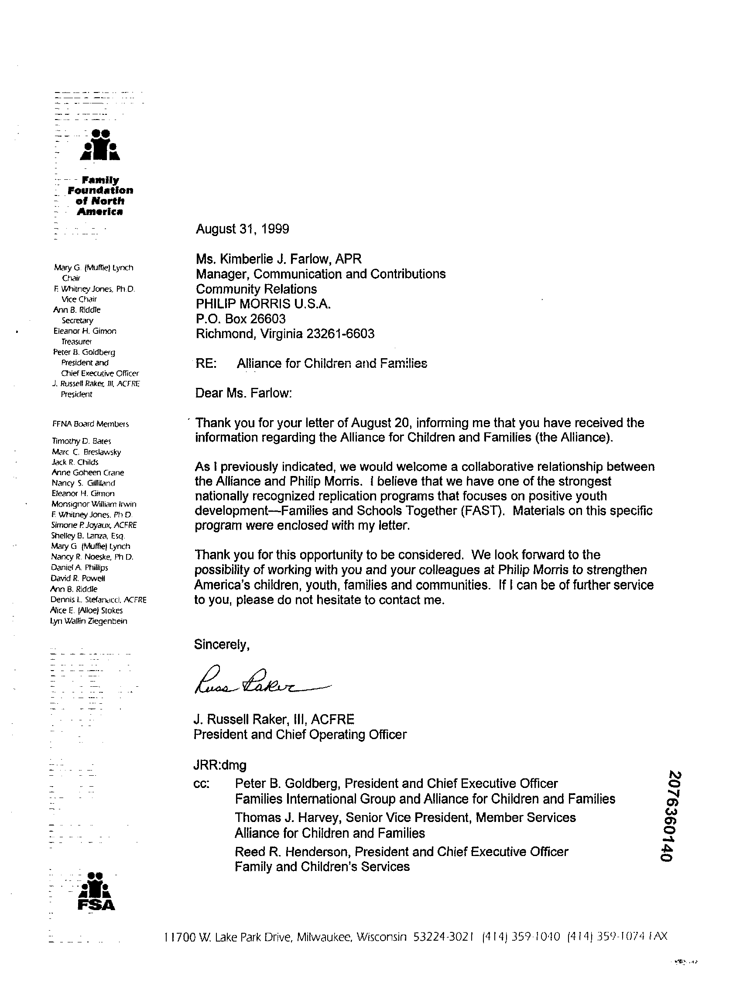 Family
Foundation
of North
America
Mary G. (Muffie) Lynch
Chair
F. Whitney Jones, Ph.D.
Vice Chair
Ann B. Riddle
Secretary
Eleanor H. Gimon
Treasurer
Peter B. Goldberg
President and
Chief Executive Officer
J. Russell Raker, III, ACFRE
President
FFNA Board Members
Timothy D. Bates
Marc C. Breslawsky
Jack R. Childs
Anne Goheen Crane
Nancy S. Gilliland
Eleanor H. Gimon
Monsignor William Irwin
F. Whitney Jones, Ph.D.
Simone P. Joyaux, ACFRE
Shelley B. Lanza, Esq.
Mary G. (Muffie) Lynch
Nancy R. Noeske, Ph.D.
Daniel A. Phillips
David R. Powell
Ann B. Riddle
Dennis L. Stefanacci, ACFRE
Alice E. (Alloe) Stokes
Lyn Wallin Ziegenbein
FSA
August 31, 1999
Ms. Kimberlie J. Farlow, APR
Manager, Communication and Contributions
Community Relations
PHILIP MORRIS U.S.A.
P.O. Box 26603
Richmond, Virginia 23261-6603
RE: Alliance for Children and Families
Dear Ms. Farlow:
Thank you for your letter of August 20, informing me that you have received the
information regarding the Alliance for Children and Families (the Alliance).
As I previously indicated, we would welcome a collaborative relationship between
the Alliance and Philip Morris. I believe that we have one of the strongest
nationally recognized replication programs that focuses on positive youth
development—Families and Schools Together (FAST). Materials on this specific
program were enclosed with my letter.
Thank you for this opportunity to be considered. We look forward to the
possibility of working with you and your colleagues at Philip Morris to strengthen
America's children, youth, families and communities. If I can be of further service
to you, please do not hesitate to contact me.
Sincerely,
Russ Raker
J. Russell Raker, III, ACFRE
President and Chief Operating Officer
JRR:dmg
cc: Peter B. Goldberg, President and Chief Executive Officer
Families International Group and Alliance for Children and Families
Thomas J. Harvey, Senior Vice President, Member Services
Alliance for Children and Families
Reed R. Henderson, President and Chief Executive Officer
Family and Children's Services
2076360140
11700 W. Lake Park Drive, Milwaukee, Wisconsin 53224-3021 (414) 359-1040 (414) 359-1074 FAX